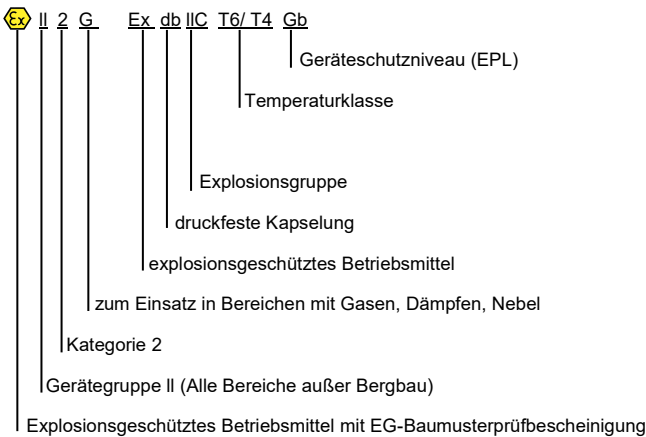 Ex II 2 G Ex db IIC T6/ T4 Gb
Geräteschutzniveau (EPL)
Temperaturklasse
Explosionsgruppe
druckfeste Kapselung
explosionsgeschütztes Betriebsmittel
zum Einsatz in Bereichen mit Gasen, Dämpfen, Nebel
Kategorie 2
Gerätegruppe II (Alle Bereiche außer Bergbau)
Explosionsgeschütztes Betriebsmittel mit EG-Baumusterprüfbescheinigung